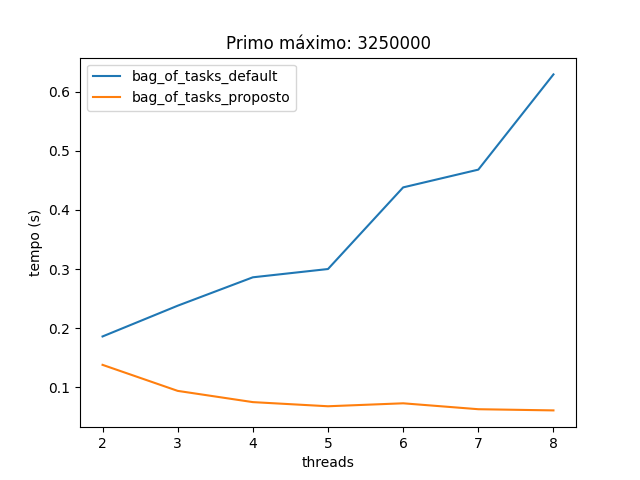 Primo máximo: 3250000
bag_of_tasks_default
bag_of_tasks_proposto
0.6
0.5
0.4
0.3
0.2
0.1
tempo (s)
2 3 4 5 6 7 8
threads